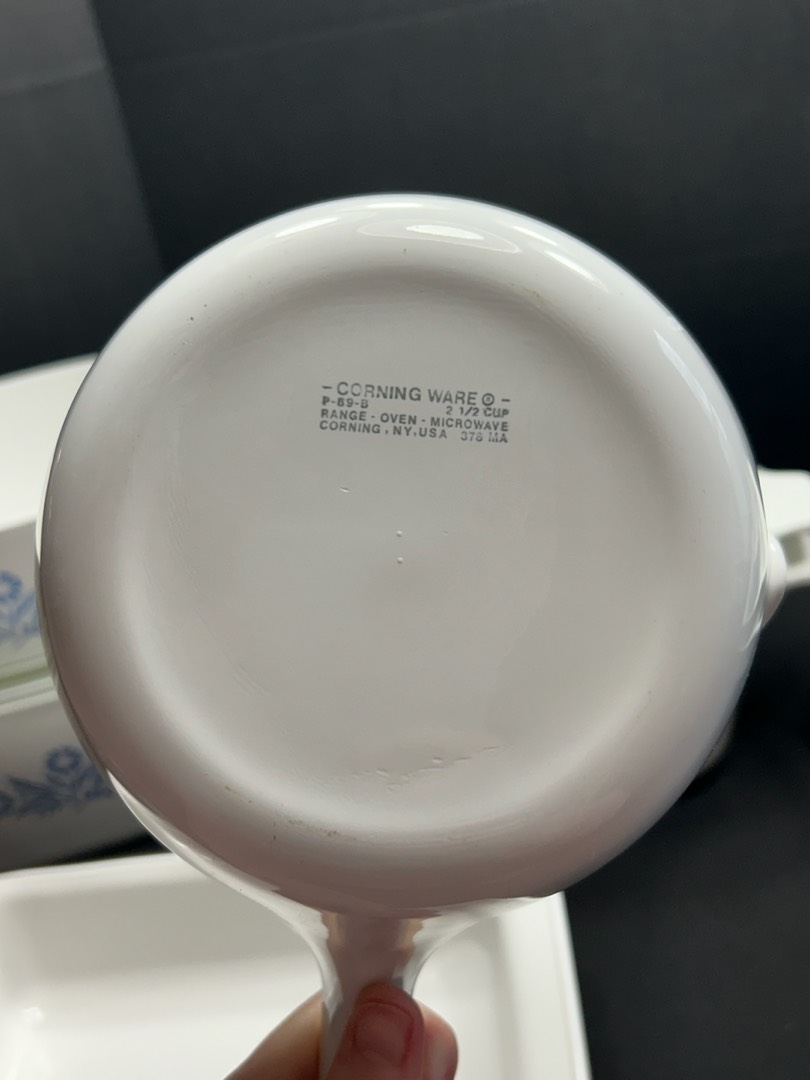 - CORNING WARE ® -
P-89-B 2 1/2 CUP
RANGE - OVEN - MICROWAVE
CORNING , NY, USA 378 MA